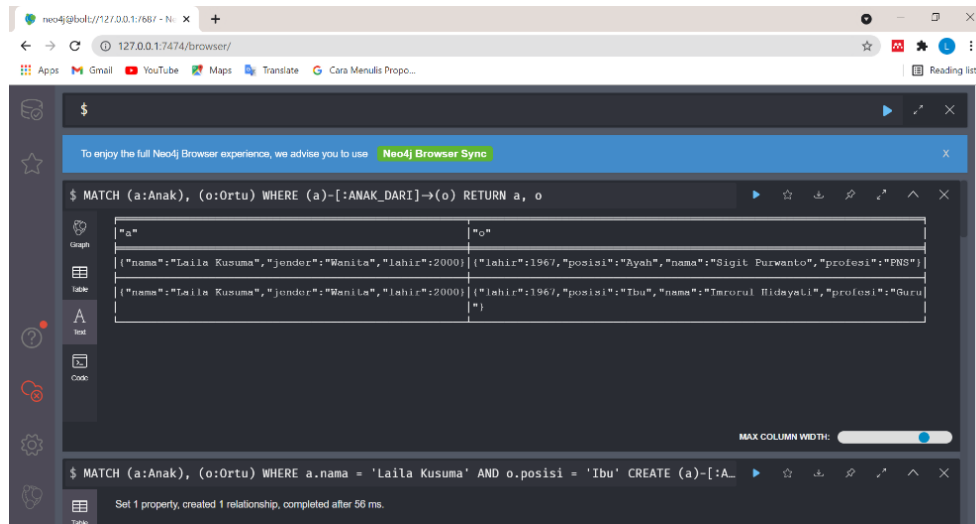 neo4j@bolt://127.0.0.1:7687 - Ne
127.0.0.1:7474/browser/
Apps Gmail YouTube Maps Translate Cara Menulis Propo... Reading list
$
To enjoy the full Neo4j Browser experience, we advise you to use Neo4j Browser Sync X
$ MATCH (a:Anak), (o:Ortu) WHERE (a)-[:ANAK_DARI]→(o) RETURN a, o
Graph
Table
Text
Code
"a" "o"
{"nama":"Laila Kusuma","jender":"Wanita","lahir":2000} {"lahir":1967,"posisi":"Ayah","nama":"Sigit Purwanto","profesi":"PNS"}
{"nama":"Laila Kusuma","jender":"Wanita","lahir":2000} {"lahir":1967,"posisi":"Ibu","nama":"Imrorul Hidayati","profesi":"Guru
"}
MAX COLUMN WIDTH:
$ MATCH (a:Anak), (o:Ortu) WHERE a.nama = 'Laila Kusuma' AND o.posisi = 'Ibu' CREATE (a)-[:A…
Set 1 property, created 1 relationship, completed after 56 ms.
Table